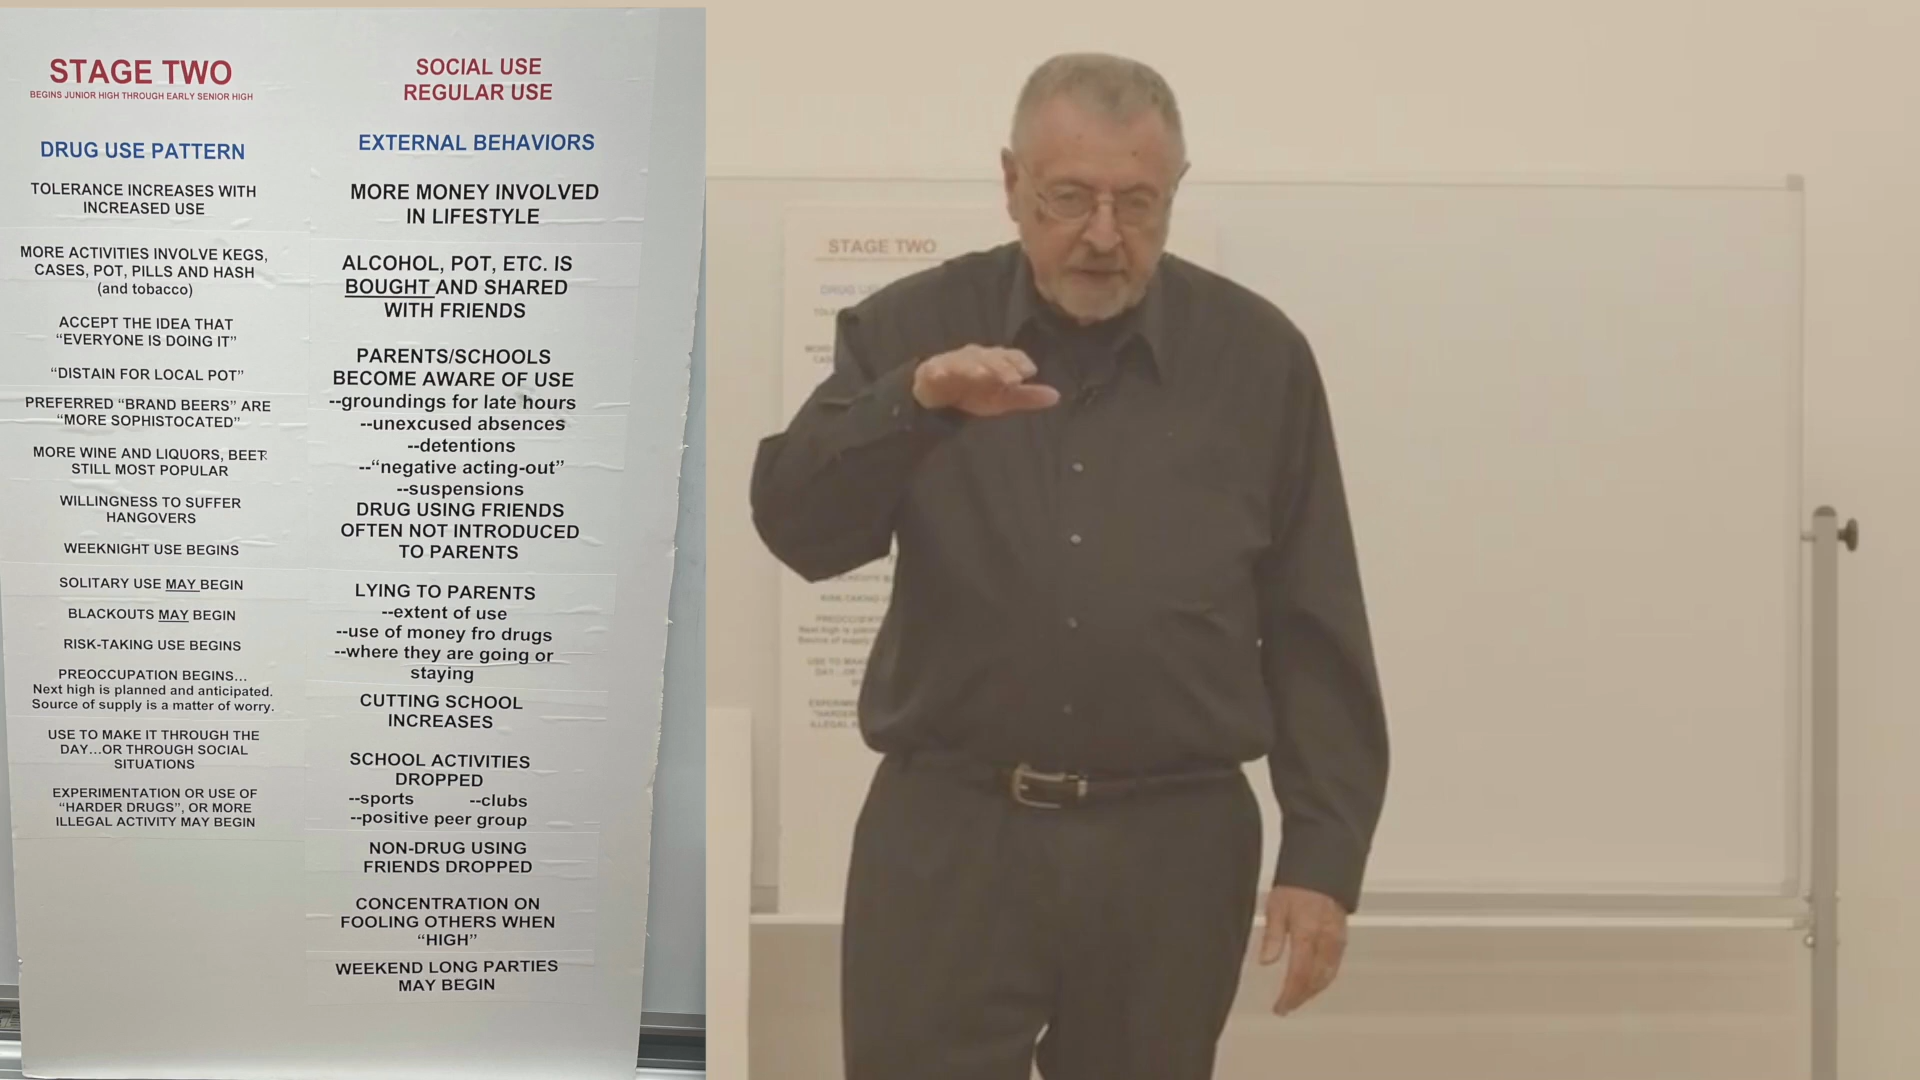 STAGE TWO
BEGINS JUNIOR HIGH THROUGH EARLY SENIOR HIGH
DRUG USE PATTERN
TOLERANCE INCREASES WITH
INCREASED USE
MORE ACTIVITIES INVOLVE KEGS,
CASES, POT, PILLS AND HASH
(and tobacco)
ACCEPT THE IDEA THAT
“EVERYONE IS DOING IT”
“DISTAIN FOR LOCAL POT”
PREFERRED “BRAND BEERS” ARE
“MORE SOPHISTOCATED”
MORE WINE AND LIQUORS, BEER
STILL MOST POPULAR
WILLINGNESS TO SUFFER
HANGOVERS
WEEKNIGHT USE BEGINS
SOLITARY USE MAY BEGIN
BLACKOUTS MAY BEGIN
RISK-TAKING USE BEGINS
PREOCCUPATION BEGINS...
Next high is planned and anticipated.
Source of supply is a matter of worry.
USE TO MAKE IT THROUGH THE
DAY...OR THROUGH SOCIAL
SITUATIONS
EXPERIMENTATION OR USE OF
“HARDER DRUGS”, OR MORE
ILLEGAL ACTIVITY MAY BEGIN
SOCIAL USE
REGULAR USE
EXTERNAL BEHAVIORS
MORE MONEY INVOLVED
IN LIFESTYLE
ALCOHOL, POT, ETC. IS
BOUGHT AND SHARED
WITH FRIENDS
PARENTS/SCHOOLS
BECOME AWARE OF USE
--groundings for late hours
--unexcused absences
--detentions
--“negative acting-out”
--suspensions
DRUG USING FRIENDS
OFTEN NOT INTRODUCED
TO PARENTS
LYING TO PARENTS
--extent of use
--use of money fro drugs
--where they are going or
staying
CUTTING SCHOOL
INCREASES
SCHOOL ACTIVITIES
DROPPED
--sports --clubs
--positive peer group
NON-DRUG USING
FRIENDS DROPPED
CONCENTRATION ON
FOOLING OTHERS WHEN
“HIGH”
WEEKEND LONG PARTIES
MAY BEGIN
STAGE TWO